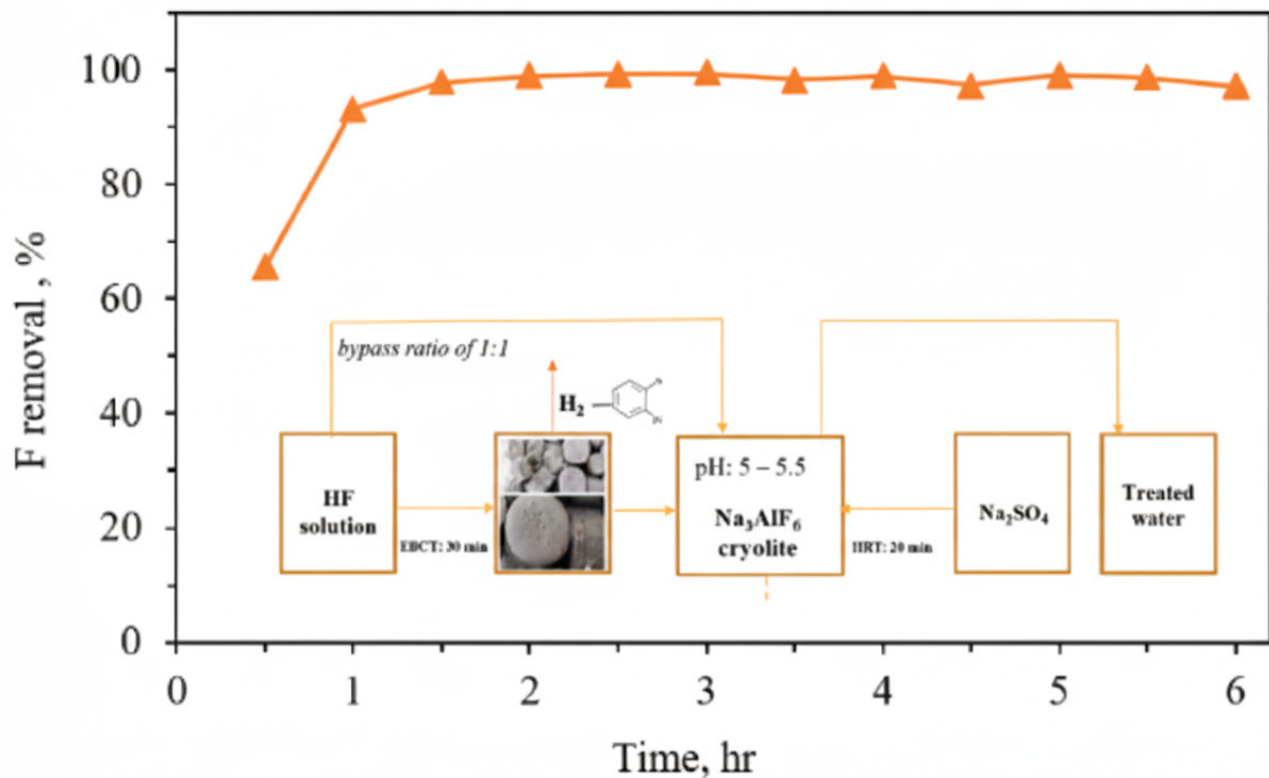 F removal , %
100
80
60
40
20
0
bypass ratio of 1:1
H₂
HF
solution
EBCT: 30 min
pH: 5 – 5.5
Na₃AlF₆
cryolite
HRT: 20 min
Na₂SO₄
Treated
water
0 1 2 3 4 5 6
Time, hr